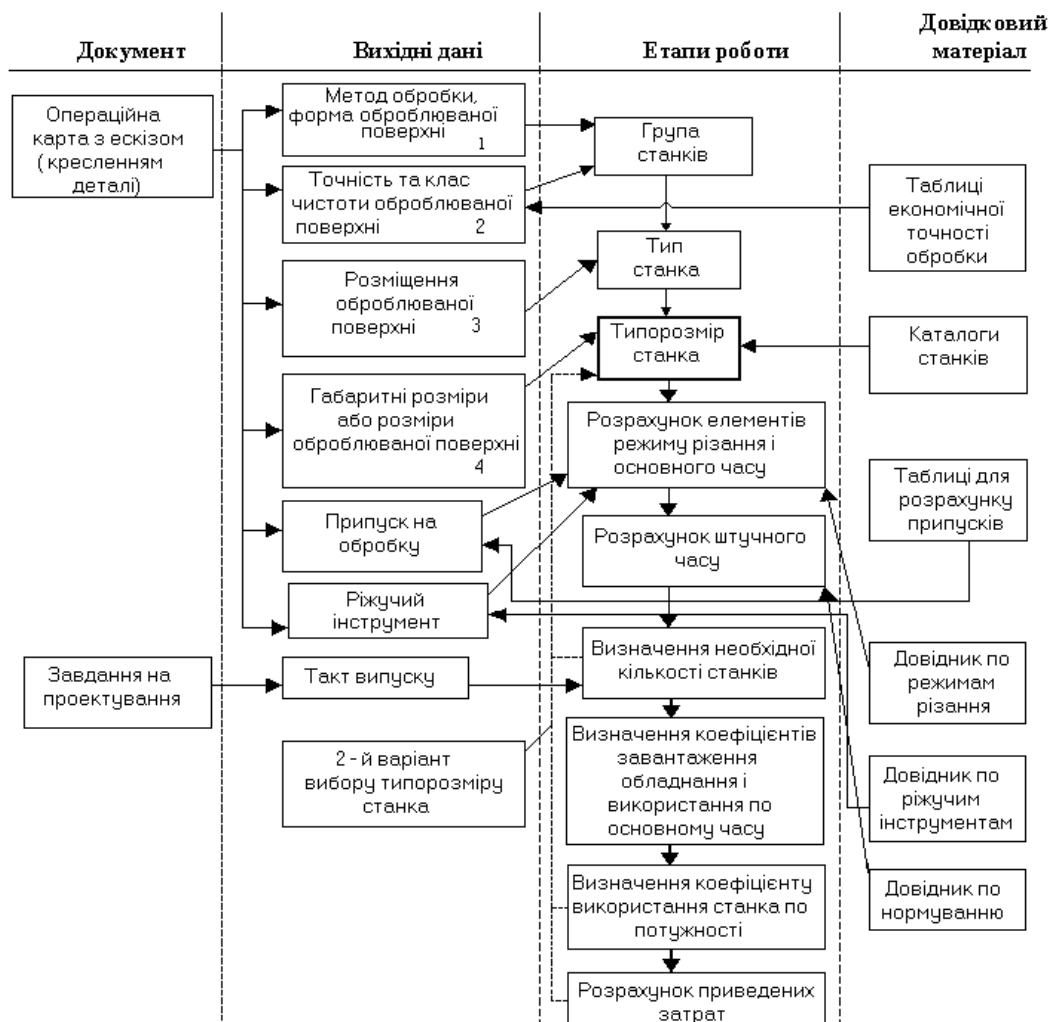 Документ
Вихідні дані
Етапи роботи
Довідковий
матеріал
Операційна
карта з ескізом
( кресленням
деталі)
Завдання на
проектування
Метод обробки,
форма оброблюваної
поверхні 1
Точність та клас
чистоти оброблюваної
поверхні 2
Розміщення
оброблюваної
поверхні 3
Габаритні розміри
або розміри
оброблюваної поверхні
4
Припуск на
обробку
Ріжучий
інструмент
Такт випуску
2 - й варіант
вибору типорозміру
станка
Група
станків
Тип
станка
Типорозмір
станка
Розрахунок елементів
режиму різання і
основного часу
Розрахунок штучного
часу
Визначення необхідної
кількості станків
Визначення коефіцієнтів
завантаження
обладнання і
використання по
основному часу
Визначення коефіцієнту
використання станка по
потужності
Розрахунок приведених
затрат
Таблиці
економічної
точності
обробки
Каталоги
станків
Таблиці для
розрахунку
припусків
Довідник по
режимам
різання
Довідник по
ріжучим
інструментам
Довідник по
нормуванню